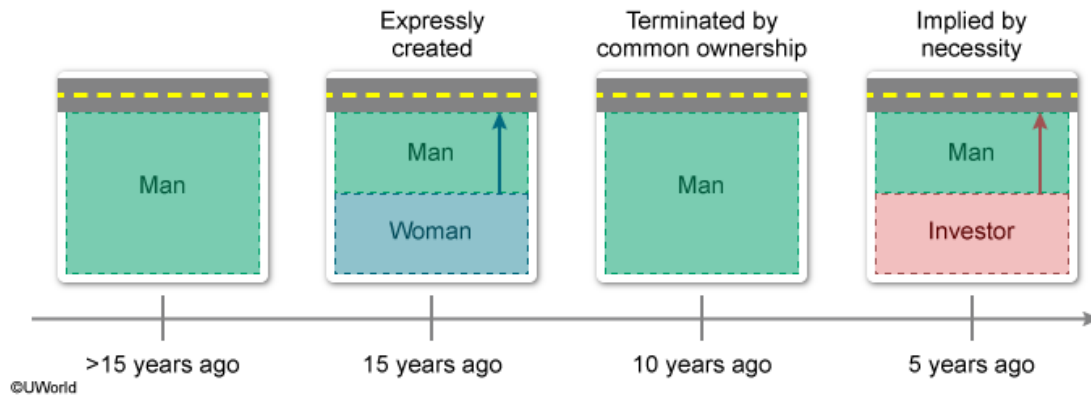 Expressly
created
Terminated by
common ownership
Implied by
necessity
Man
Man
Woman
Man
Man
Investor
>15 years ago
15 years ago
10 years ago
5 years ago
©UWorld